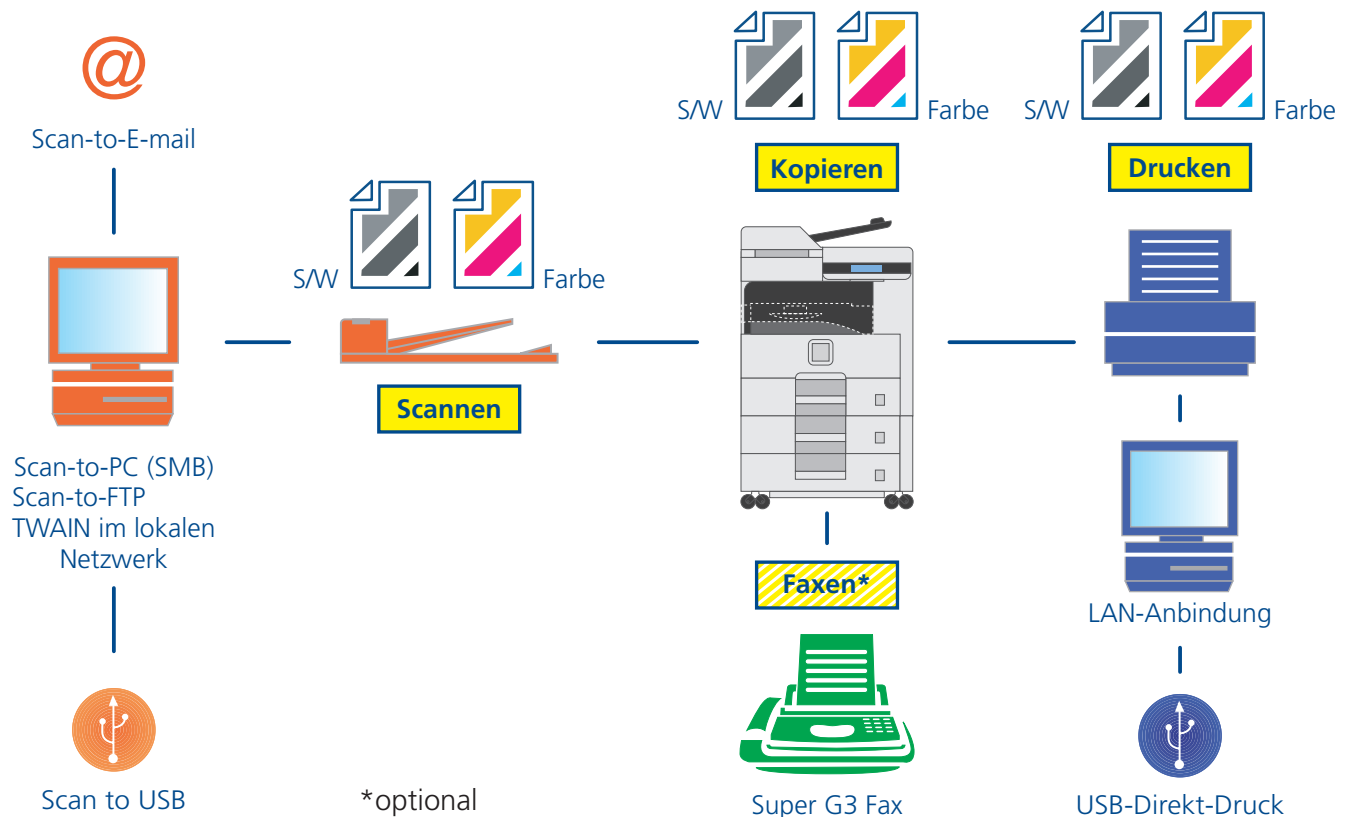 @
Scan-to-E-mail
S/W
Farbe
S/W
Farbe
Kopieren
S/W
Farbe
Drucken
Scannen
Scan-to-PC (SMB)
Scan-to-FTP
TWAIN im lokalen
Netzwerk
Faxen*
LAN-Anbindung
Scan to USB
*optional
Super G3 Fax
USB-Direkt-Druck